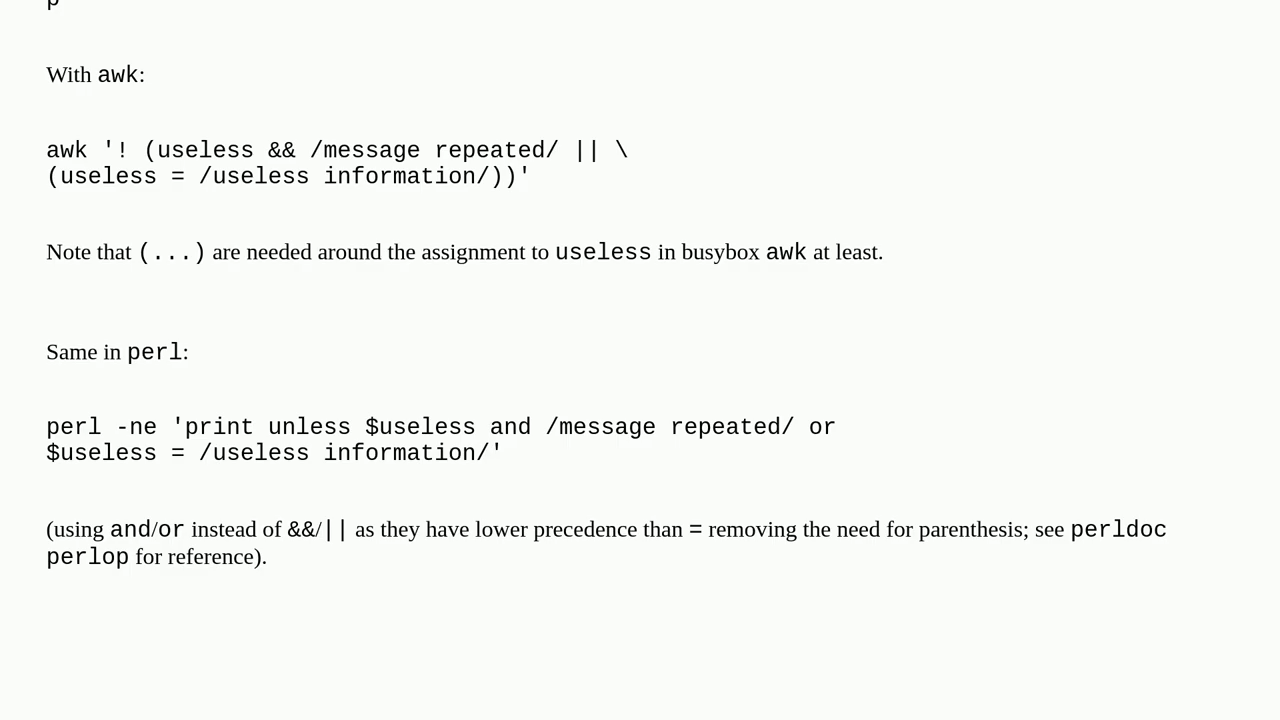 p
With awk:
awk '! (useless && /message repeated/ || \
(useless = /useless information/))'
Note that (...) are needed around the assignment to useless in busybox awk at least.
Same in perl:
perl -ne 'print unless $useless and /message repeated/ or
$useless = /useless information/'
(using and/or instead of &&/|| as they have lower precedence than = removing the need for parenthesis; see perldoc
perlop for reference).